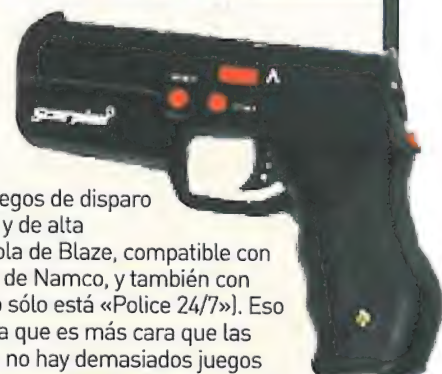 A
Scorpion
egos de disparo
y de alta
ola de Blaze, compatible con
de Namco, y también con
o sólo está «Police 24/7»). Eso
a que es más cara que las
no hay demasiados juegos